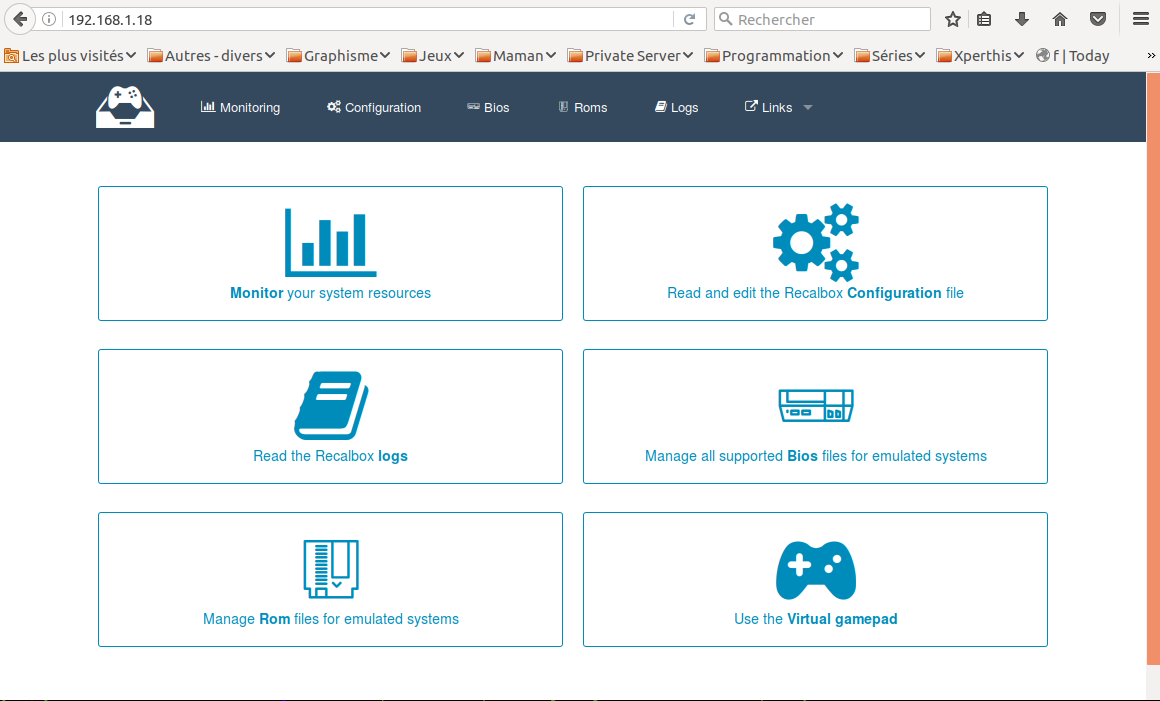 192.168.1.18
Rechercher
Les plus visités Autres - divers Graphisme Jeux Maman Private Server Programmation Séries Xperthis f | Today »
Monitoring Configuration Bios Roms Logs Links
Monitor your system resources
Read and edit the Recalbox Configuration file
Read the Recalbox logs
Manage all supported Bios files for emulated systems
Manage Rom files for emulated systems
Use the Virtual gamepad